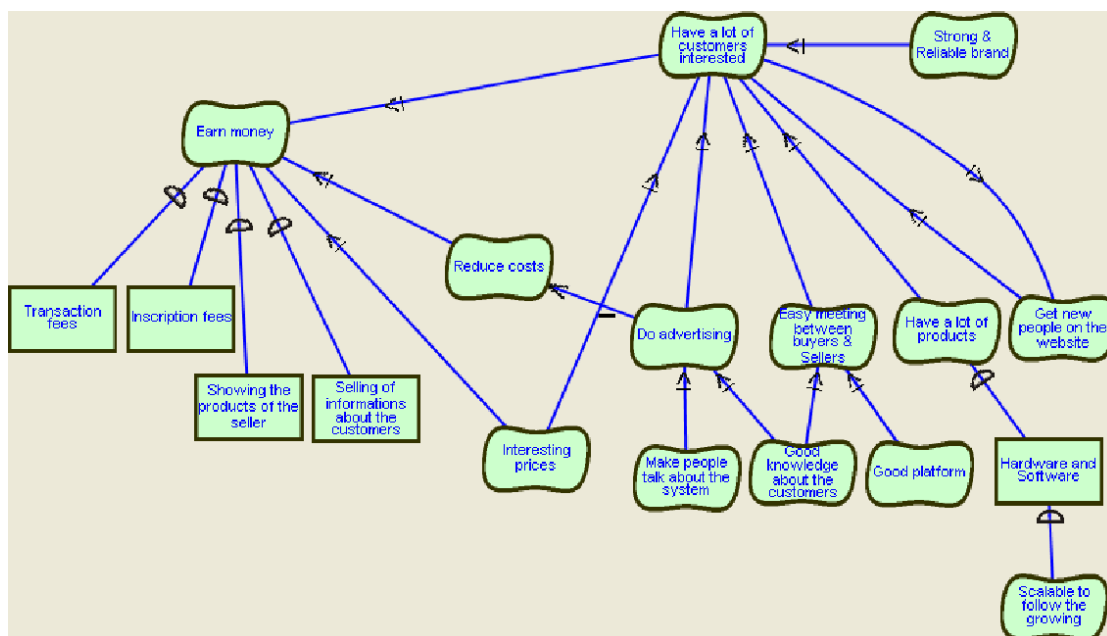 Have a lot of
customers
interested
Strong &
Reliable brand
Earn money
Reduce costs
Transaction
fees
Inscription fees
Do advertising
Easy meeting
between
buyers &
Sellers
Have a lot of
products
Get new
people on the
website
Showing the
products of the
seller
Selling of
informations
about the
customers
Interesting
prices
Make people
talk about the
system
Good
knowledge
about the
customers
Good platform
Hardware and
Software
Scalable to
follow the
growing